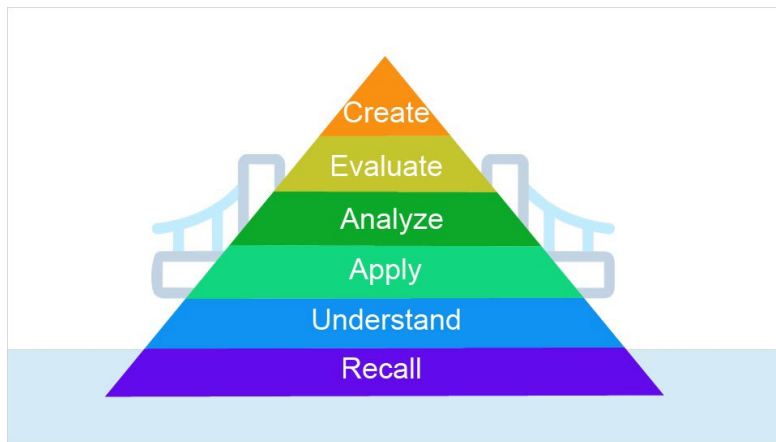 Create
Evaluate
Analyze
Apply
Understand
Recall